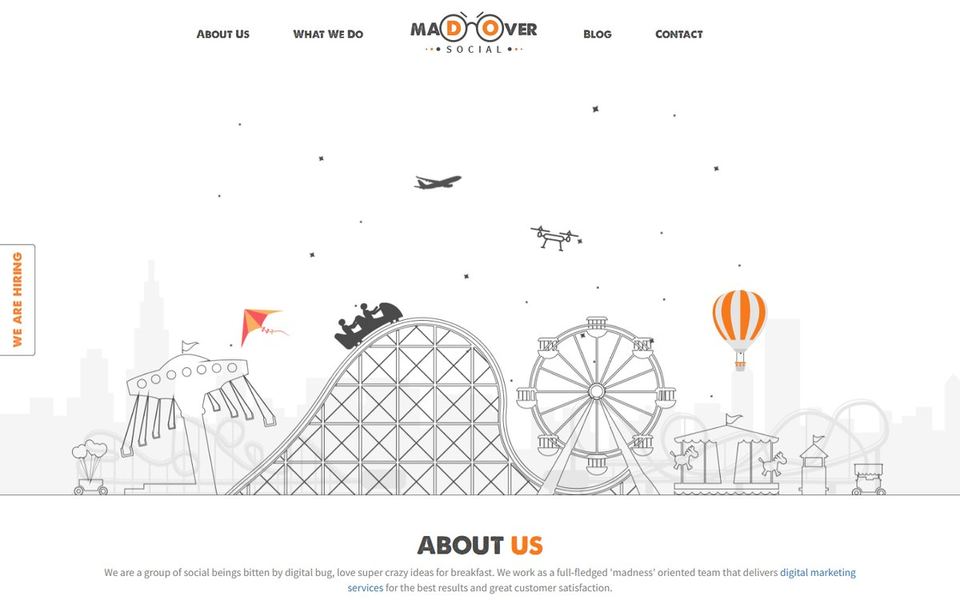 ABOUT US
WHAT WE DO
MAD OVER
SOCIAL
BLOG
CONTACT
WE ARE HIRING
ABOUT US
We are a group of social beings bitten by digital bug, love super crazy ideas for breakfast. We work as a full-fledged 'madness' oriented team that delivers digital marketing
services for the best results and great customer satisfaction.